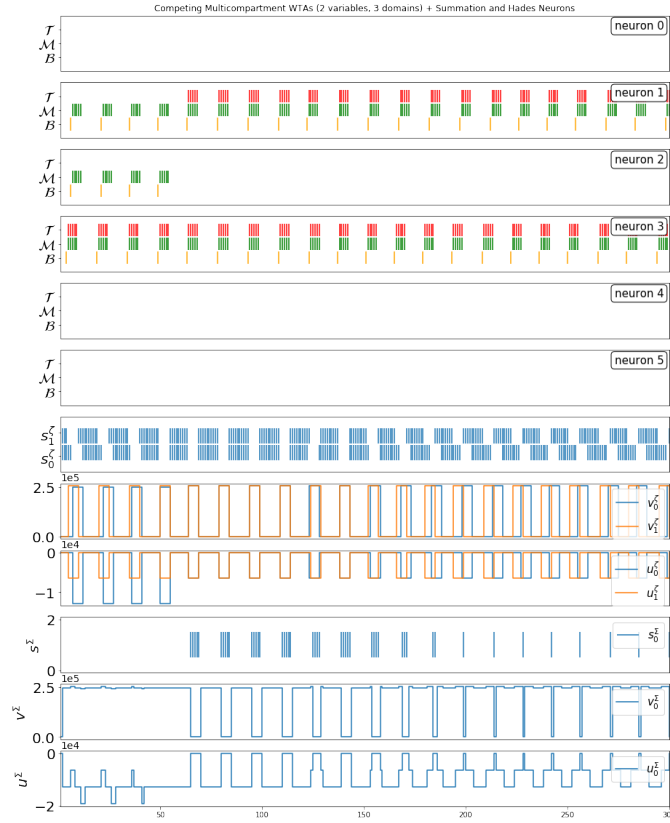 Competing Multicompartment WTAs (2 variables, 3 domains) + Summation and Hades Neurons
𝒯
ℳ
ℬ
neuron 0
𝒯
ℳ
ℬ
neuron 1
𝒯
ℳ
ℬ
neuron 2
𝒯
ℳ
ℬ
neuron 3
𝒯
ℳ
ℬ
neuron 4
𝒯
ℳ
ℬ
neuron 5
s₁^ζ
s₀^ζ
1e5
2.5
0.0
v₀^ζ
v₁^ζ
1e4
0
−1
u₀^ζ
u₁^ζ
s^Σ
2
0
s₀^Σ
1e5
v^Σ
2.5
0.0
v₀^Σ
1e4
u^Σ
0
−2
u₀^Σ
50
100
150
200
250
30